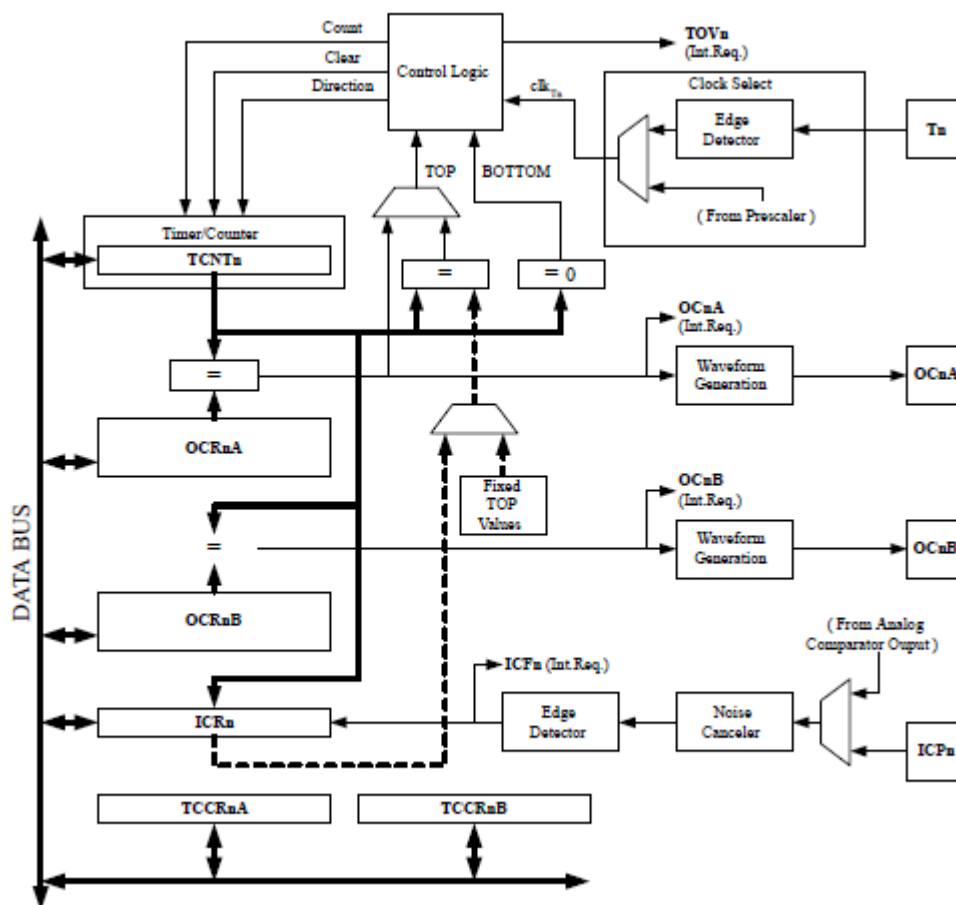 Count
TOVn
(Int.Req.)
Clear
Control Logic
Direction
clkTn
Clock Select
Edge
Detector
Tn
TOP
BOTTOM
( From Prescaler )
Timer/Counter
TCNTn
=
= 0
OCnA
(Int.Req.)
=
Waveform
Generation
OCnA
OCRnA
Fixed
TOP
Values
OCnB
(Int.Req.)
=
Waveform
Generation
OCnB
DATA BUS
OCRnB
( From Analog
Comparator Ouput )
ICFn (Int.Req.)
ICRn
Edge
Detector
Noise
Canceler
ICPn
TCCRnA
TCCRnB